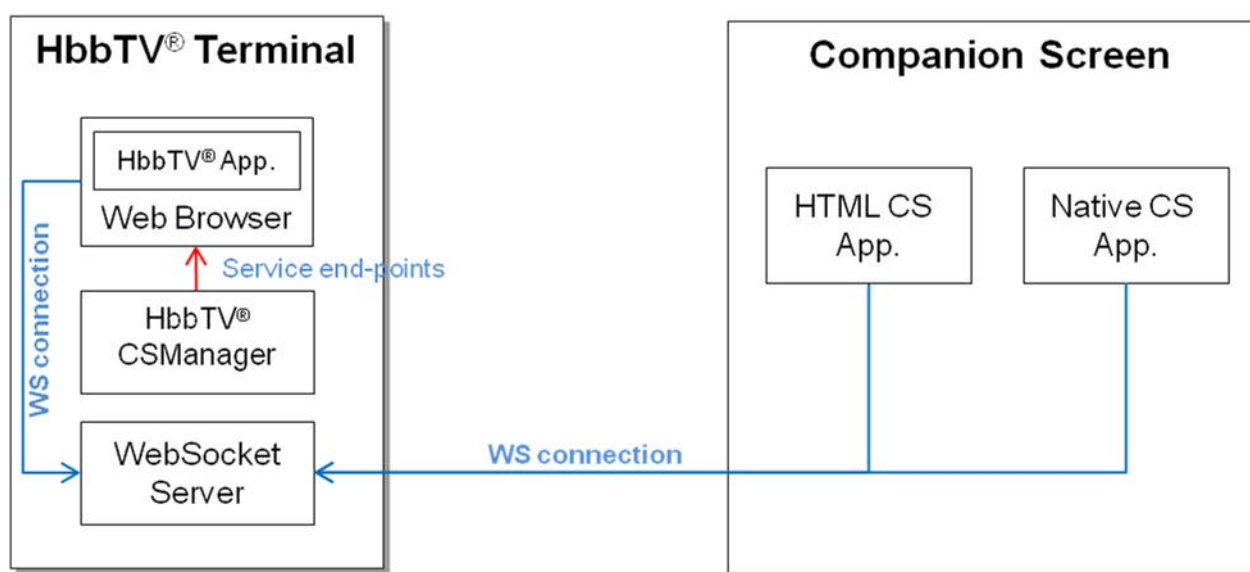 HbbTV® Terminal
HbbTV® App.
Web Browser
Service end-points
HbbTV®
CSManager
WS connection
WebSocket
Server
WS connection
Companion Screen
HTML CS
App.
Native CS
App.